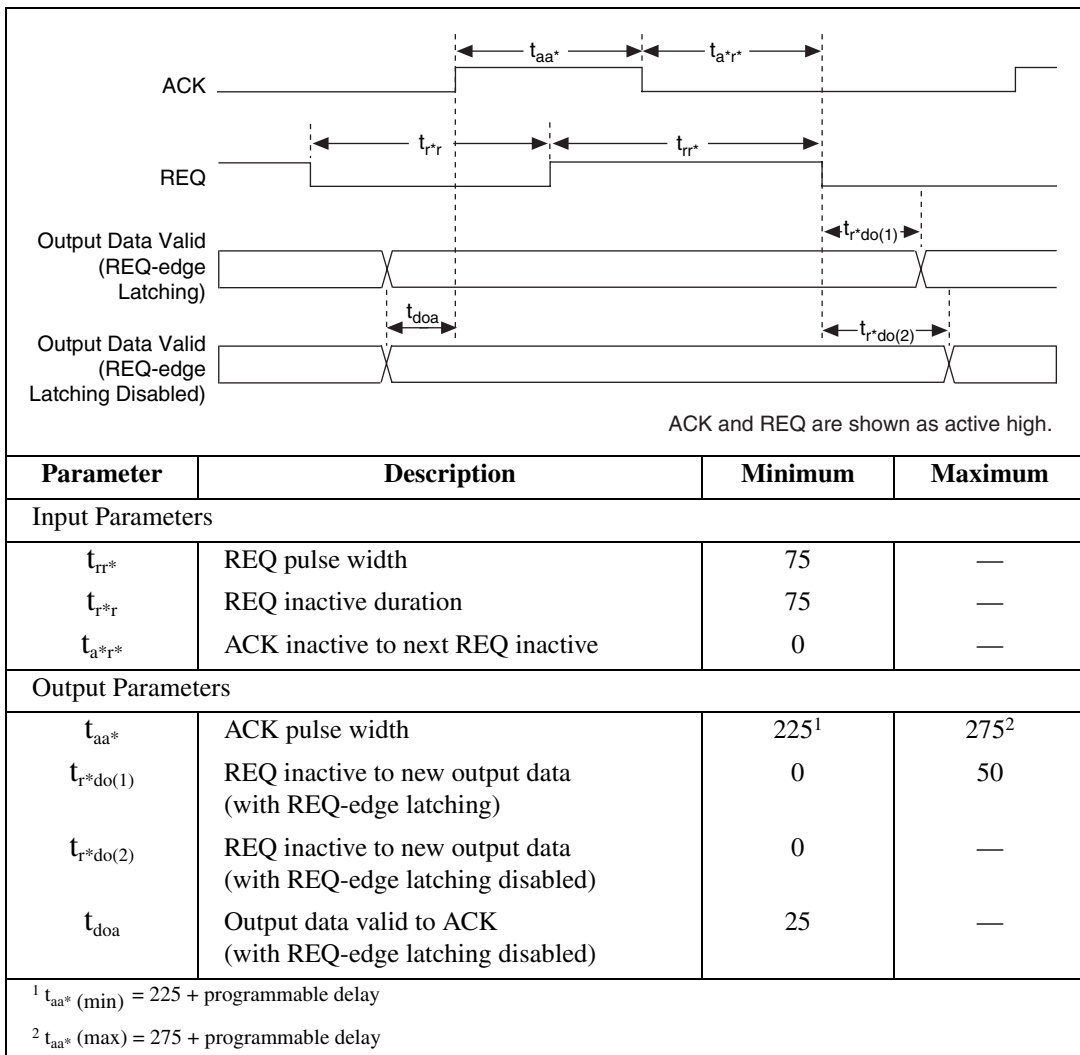 t_aa*
t_a*r*
ACK
t_r*r
t_rr*
REQ
t_r*do(1)
Output Data Valid
(REQ-edge
Latching)
t_doa
t_r*do(2)
Output Data Valid
(REQ-edge
Latching Disabled)
ACK and REQ are shown as active high.
Parameter Description Minimum Maximum
Input Parameters
t_rr* REQ pulse width 75 —
t_r*r REQ inactive duration 75 —
t_a*r* ACK inactive to next REQ inactive 0 —
Output Parameters
t_aa* ACK pulse width 225¹ 275²
t_r*do(1) REQ inactive to new output data 0 50
(with REQ-edge latching)
t_r*do(2) REQ inactive to new output data 0 —
(with REQ-edge latching disabled)
t_doa Output data valid to ACK 25 —
(with REQ-edge latching disabled)
¹ t_aa* (min) = 225 + programmable delay
² t_aa* (max) = 275 + programmable delay